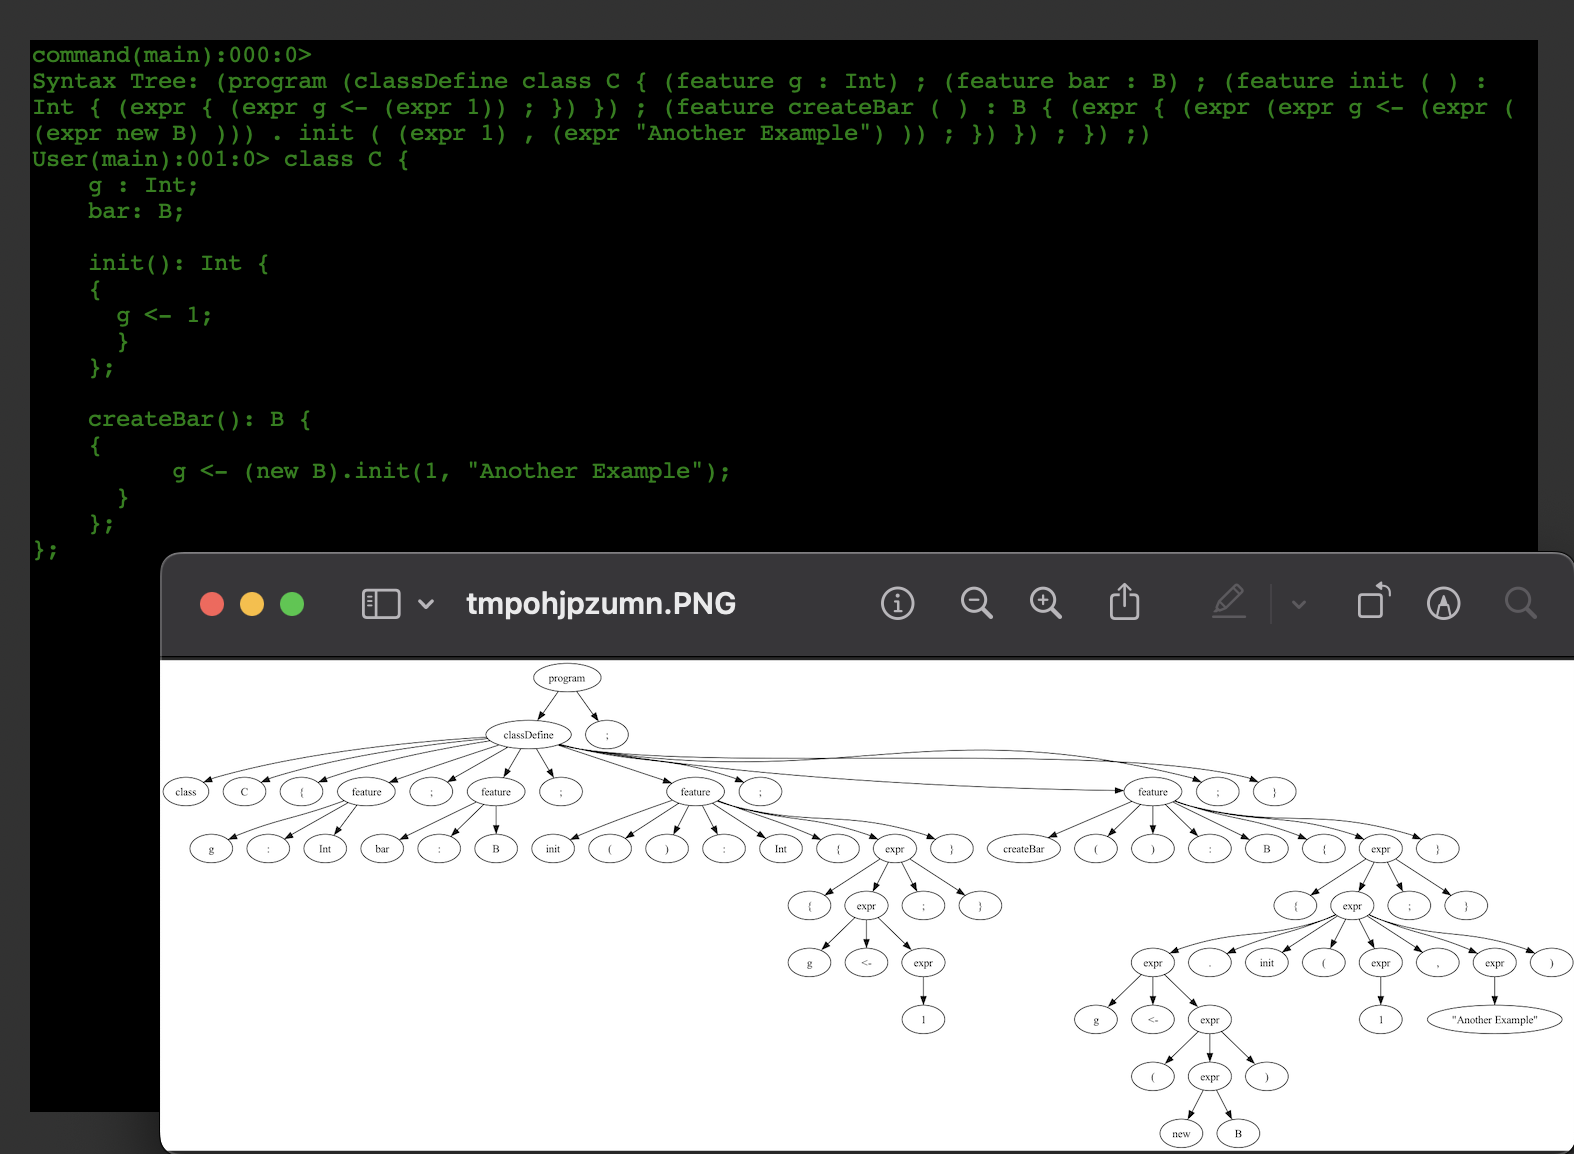 command(main):000:0>
Syntax Tree: (program (classDefine class C { (feature g : Int) ; (feature bar : B) ; (feature init ( ) :
Int { (expr { (expr g <- (expr 1)) ; }) }) ; (feature createBar ( ) : B { (expr { (expr (expr g <- (expr (
(expr new B) ))) . init ( (expr 1) , (expr "Another Example") )) ; }) }) ; }) ;)
User(main):001:0> class C {
    g : Int;
    bar: B;
    init(): Int {
    {
      g <- 1;
      }
    };
    createBar(): B {
    {
          g <- (new B).init(1, "Another Example");
      }
    };
};
tmpohjpzumn.PNG
program
classDefine ;
class C { feature ; feature ; feature ; feature ; }
g : Int bar : B init ( ) : Int { expr } createBar ( ) : B { expr }
{ expr ; } { expr ; }
g <- expr expr . init ( expr , expr )
1 g <- expr 1 "Another Example"
( expr )
new B